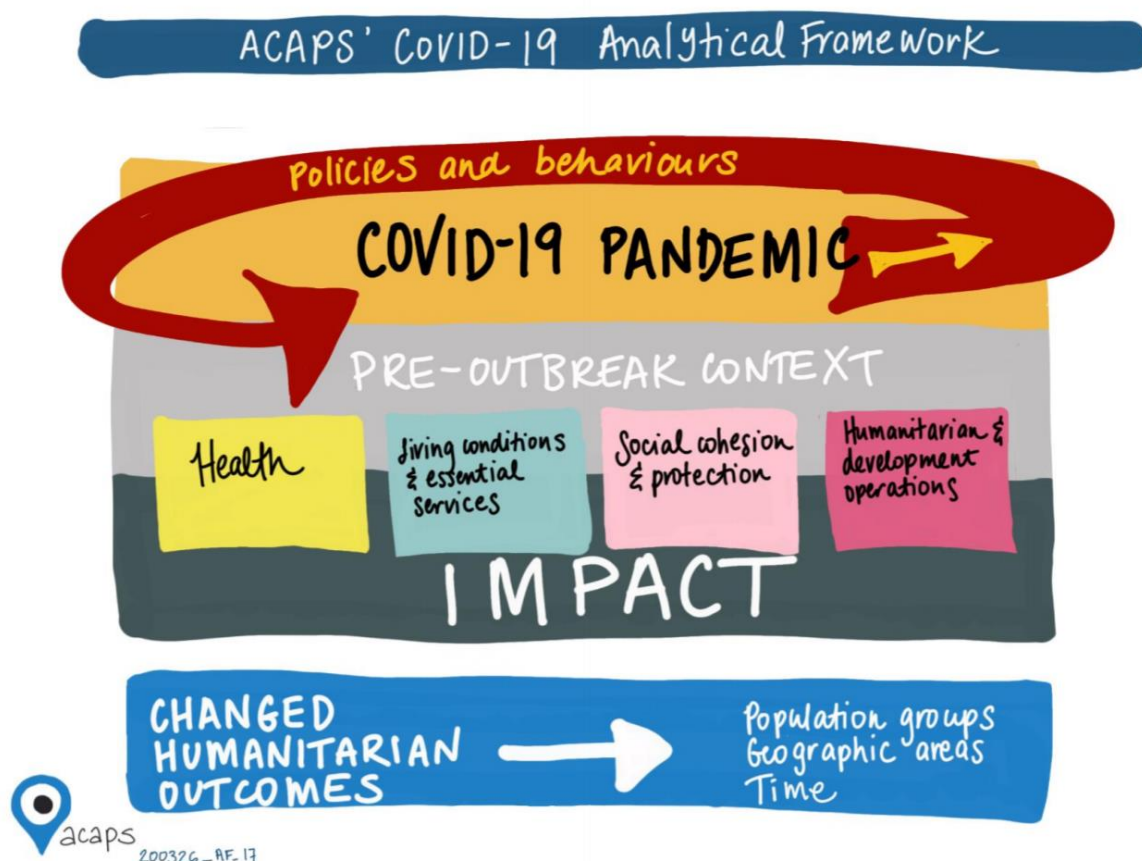 ACAPS' COVID-19 Analytical Framework
Policies and behaviours
COVID-19 PANDEMIC
PRE-OUTBREAK CONTEXT
Health
Living conditions
& essential
services
Social cohesion
& protection
Humanitarian &
development
operations
IMPACT
CHANGED
HUMANITARIAN
OUTCOMES
Population groups
Geographic areas
Time
acaps
200326_AF_17